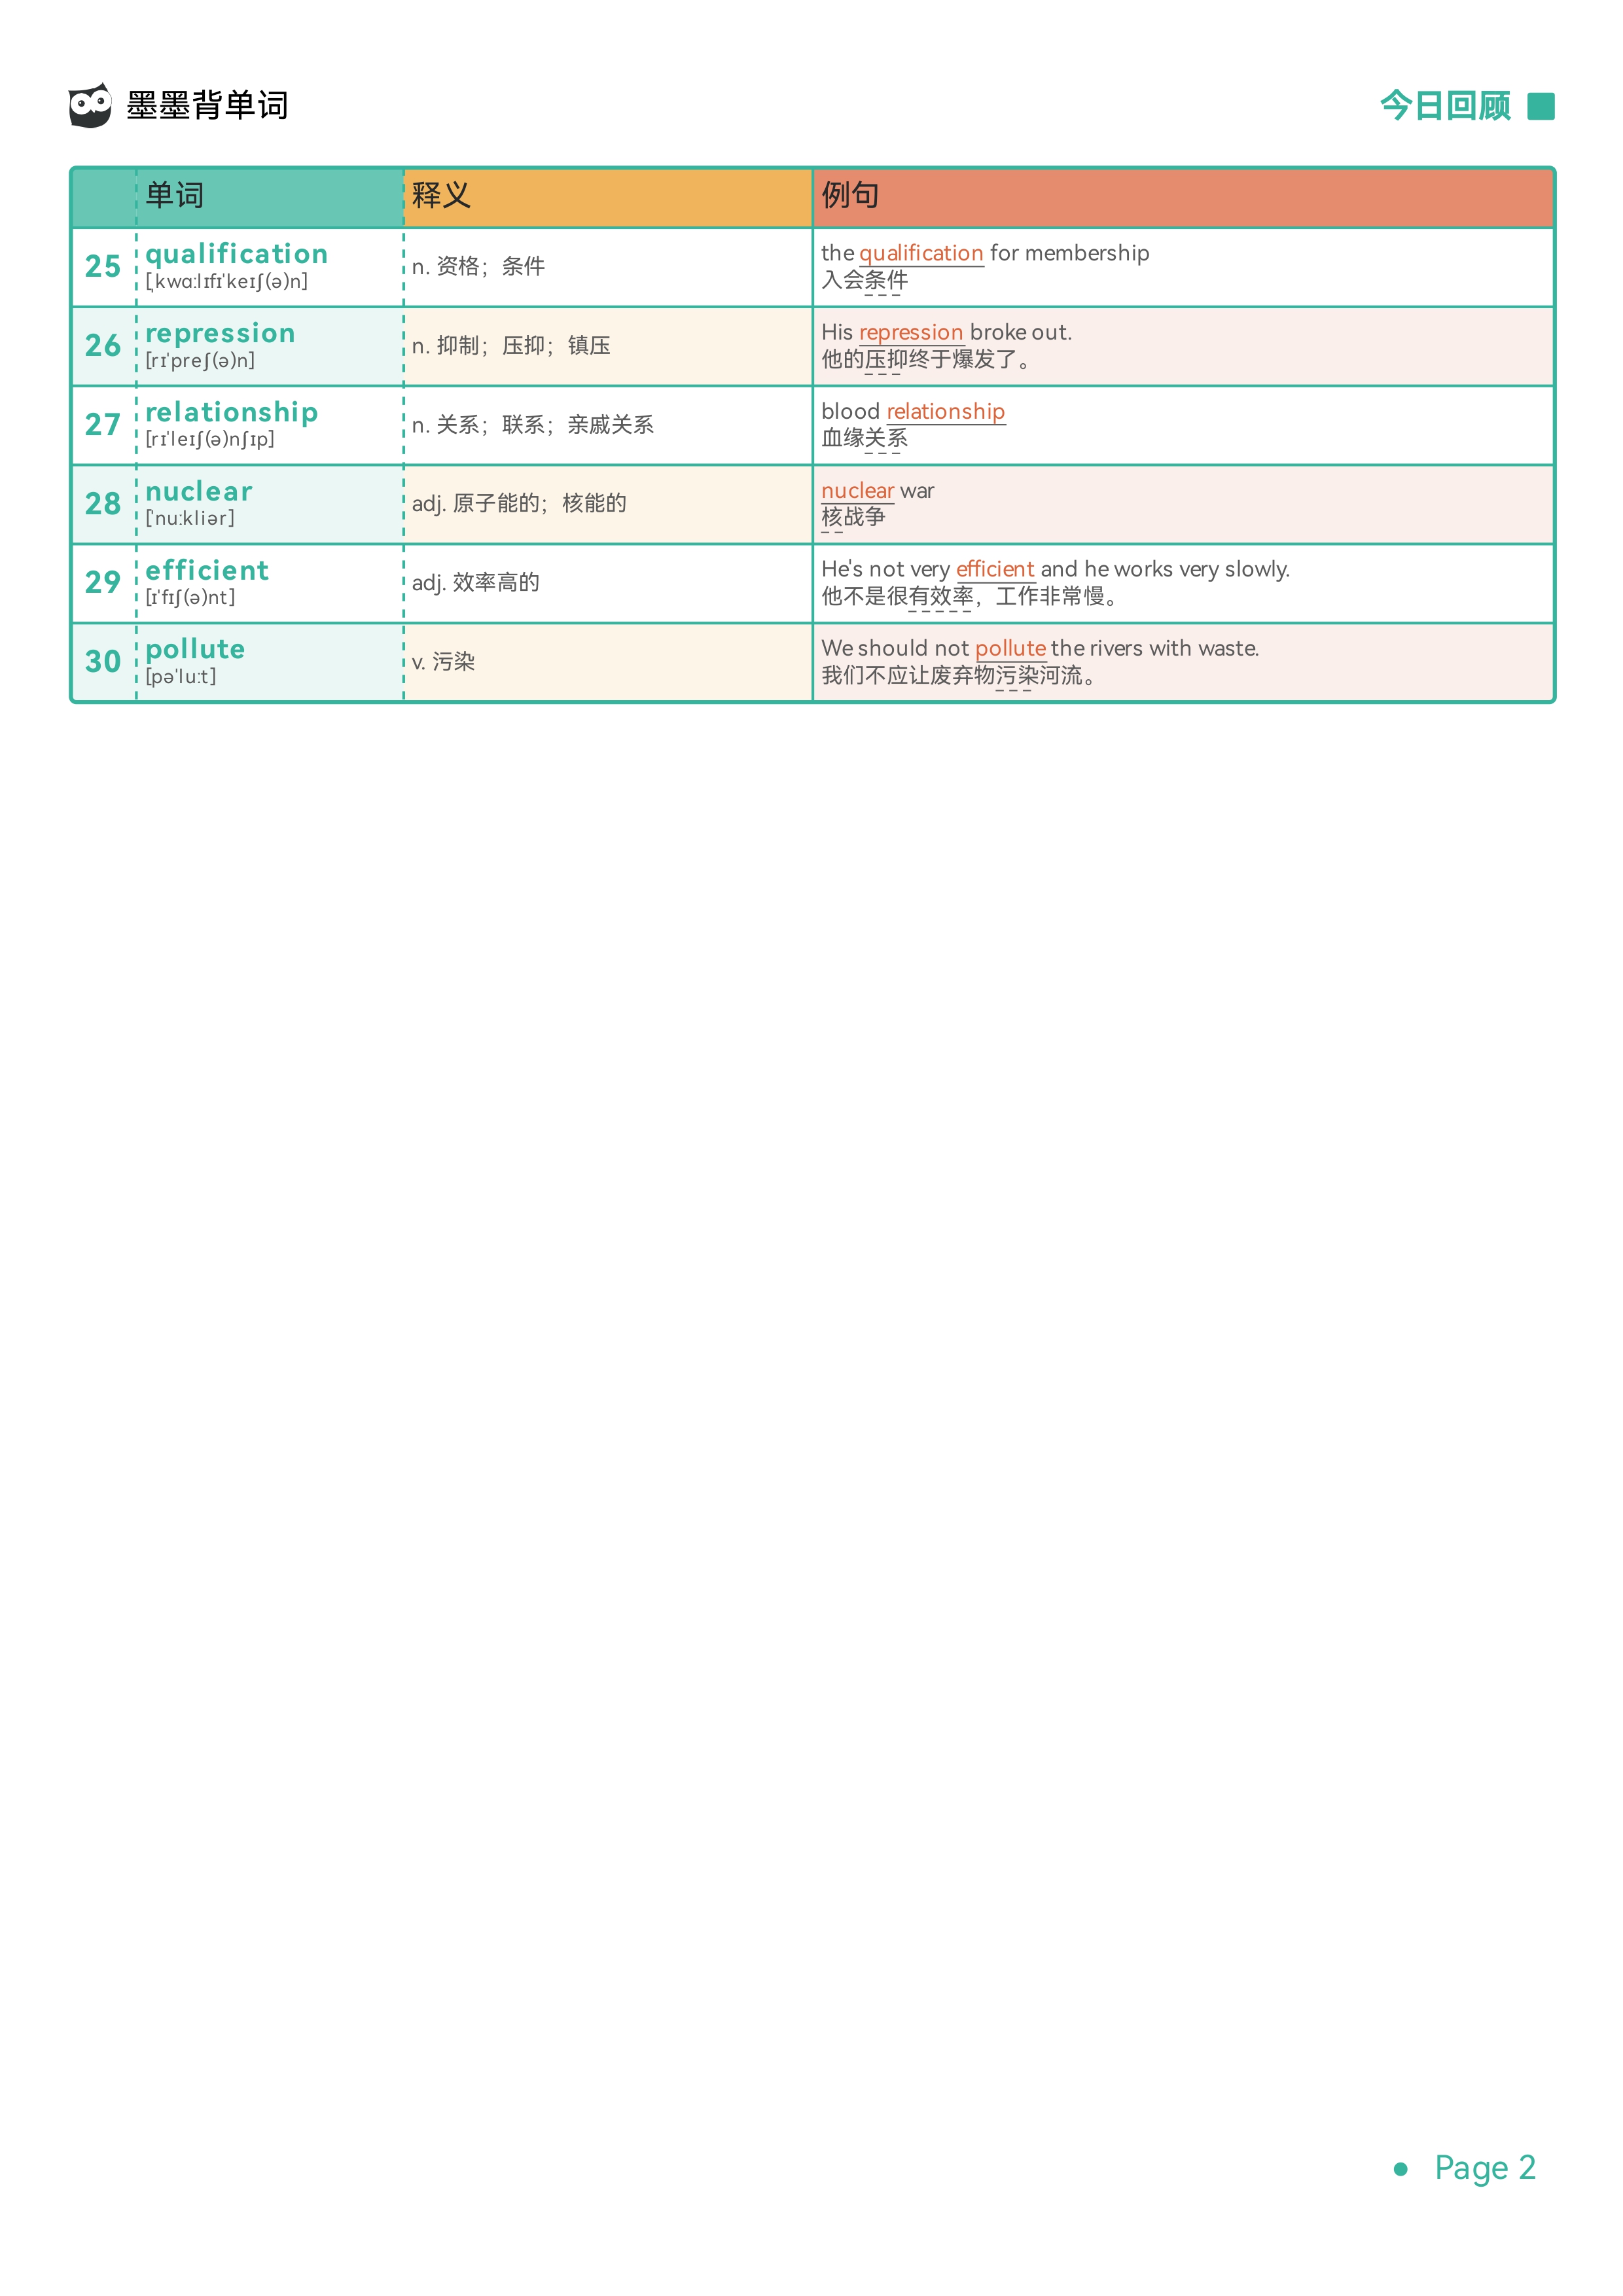 墨墨背单词
今日回顾
单词 释义 例句
25 qualification [ˌkwɑːlɪfɪˈkeɪʃ(ə)n] n. 资格；条件 the qualification for membership
入会条件
26 repression [rɪˈpreʃ(ə)n] n. 抑制；压抑；镇压 His repression broke out.
他的压抑终于爆发了。
27 relationship [rɪˈleɪʃ(ə)nʃɪp] n. 关系；联系；亲戚关系 blood relationship
血缘关系
28 nuclear [ˈnuːkliər] adj. 原子能的；核能的 nuclear war
核战争
29 efficient [ɪˈfɪʃ(ə)nt] adj. 效率高的 He's not very efficient and he works very slowly.
他不是很有效率，工作非常慢。
30 pollute [pəˈluːt] v. 污染 We should not pollute the rivers with waste.
我们不应让废弃物污染河流。
Page 2